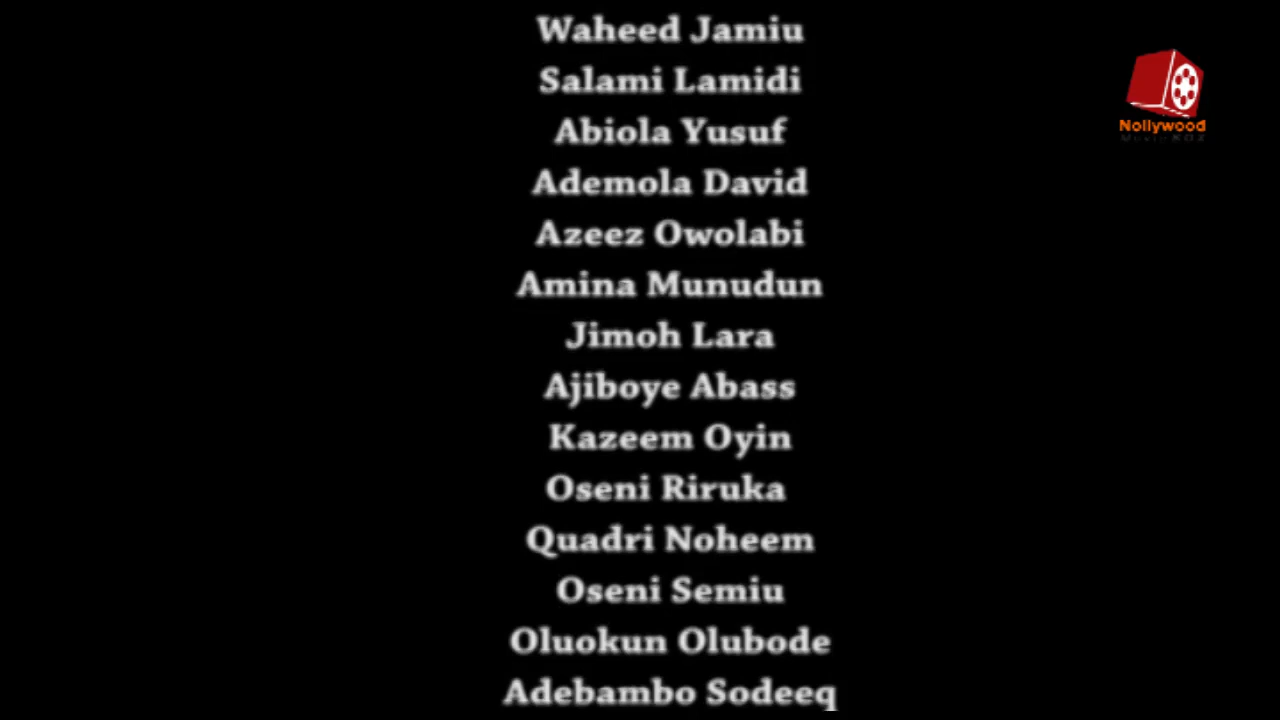 Waheed Jamiu
Salami Lamidi
Abiola Yusuf
Ademola David
Azeez Owolabi
Amina Munudun
Jimoh Lara
Ajiboye Abass
Kazeem Oyin
Oseni Riruka
Quadri Noheem
Oseni Semiu
Oluokun Olubode
Adebambo Sodeeq
Nollywood